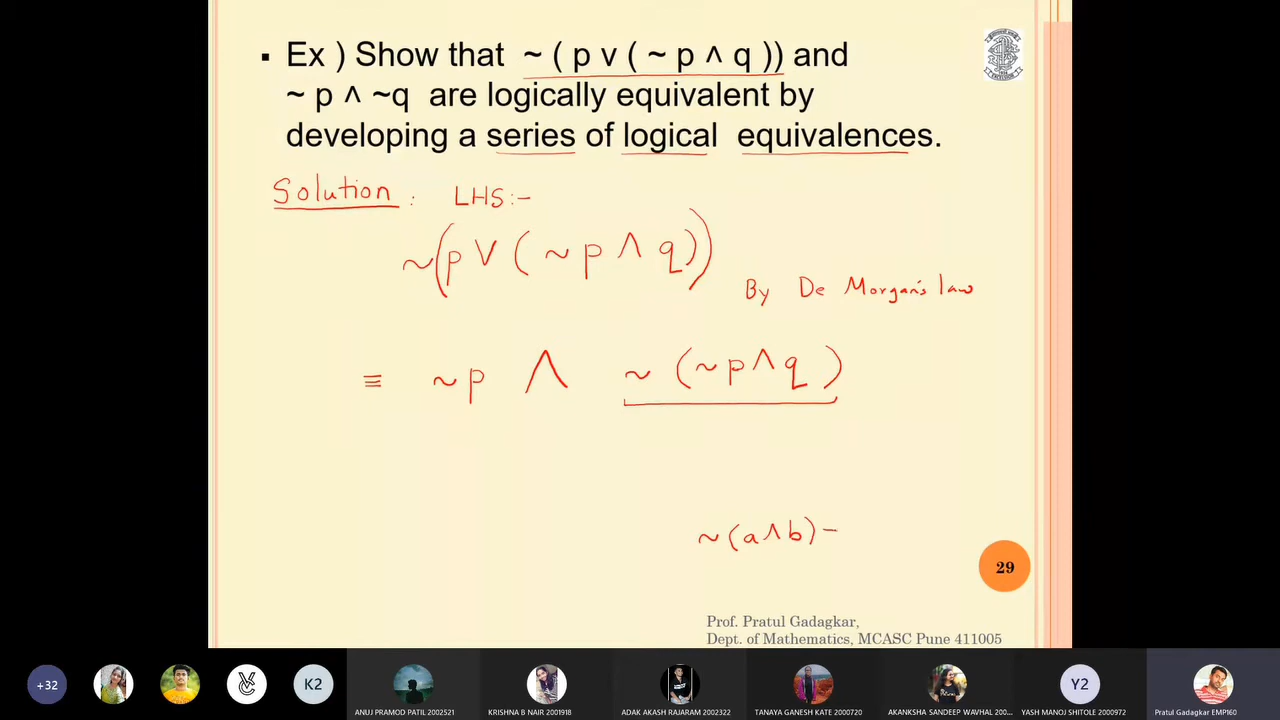 ▪ Ex ) Show that ~ ( p v ( ~ p ˄ q )) and
~ p ˄ ~q are logically equivalent by
developing a series of logical equivalences.
Solution : LHS:-
~(p ∨ ( ~ p ∧ q))
By De Morgan's law
≡ ~p ∧ ~ (~p∧q )
~(a∧b) -
29
Prof. Pratul Gadagkar,
Dept. of Mathematics, MCASC Pune 411005
+32
K2
Y2
ANUJ PRAMOD PATIL 2002521
KRISHNA B NAIR 2001918
ADAK AKASH RAJARAM 2002322
TANAYA GANESH KATE 2000720
AKANKSHA SANDEEP WAVHAL 200...
YASH MANOJ SHITOLE 2000972
Pratul Gadagkar EMP160